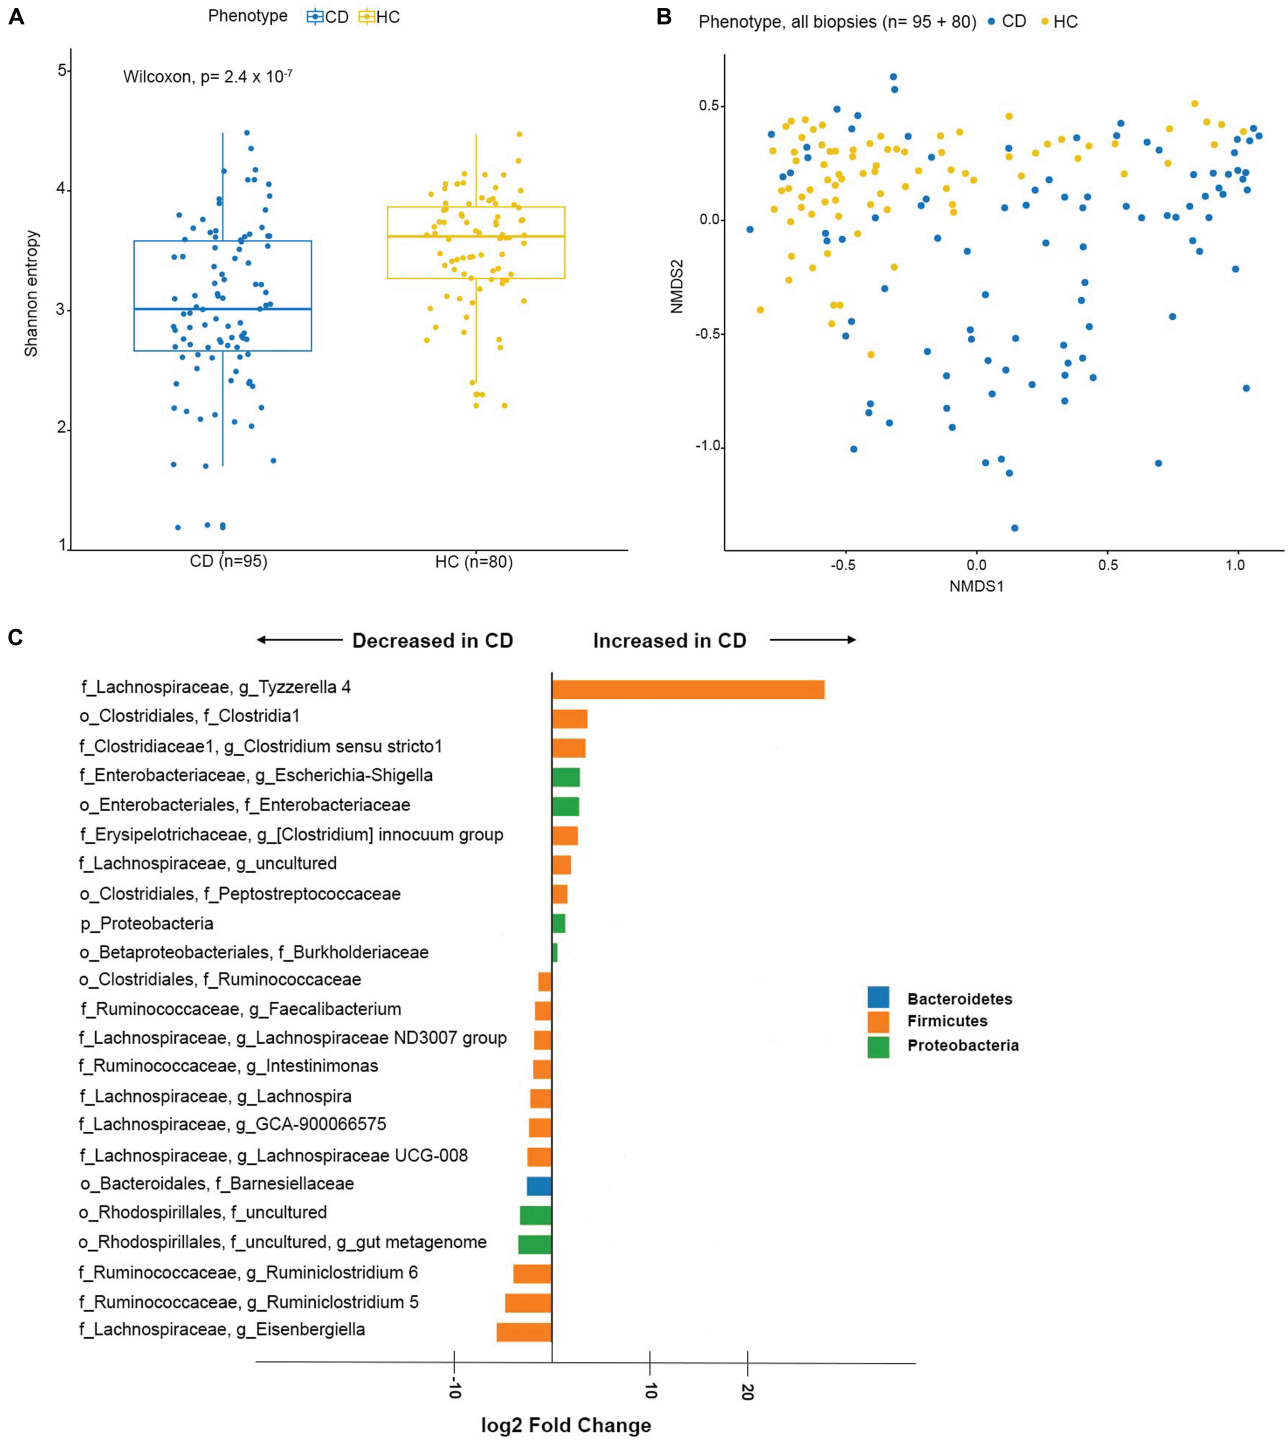 A
Phenotype CD HC
Wilcoxon, p= 2.4 x 10-7
Shannon entropy
5
4
3
2
1
CD (n=95)
HC (n=80)
B
Phenotype, all biopsies (n= 95 + 80) CD HC
NMDS2
0.5
0.0
-0.5
-1.0
-0.5
0.0
0.5
1.0
NMDS1
C
Decreased in CD
Increased in CD
f_Lachnospiraceae, g_Tyzzerella 4
o_Clostridiales, f_Clostridia1
f_Clostridiaceae1, g_Clostridium sensu stricto1
f_Enterobacteriaceae, g_Escherichia-Shigella
o_Enterobacteriales, f_Enterobacteriaceae
f_Erysipelotrichaceae, g_[Clostridium] innocuum group
f_Lachnospiraceae, g_uncultured
o_Clostridiales, f_Peptostreptococcaceae
p_Proteobacteria
o_Betaproteobacteriales, f_Burkholderiaceae
o_Clostridiales, f_Ruminococcaceae
f_Ruminococcaceae, g_Faecalibacterium
f_Lachnospiraceae, g_Lachnospiraceae ND3007 group
f_Ruminococcaceae, g_Intestinimonas
f_Lachnospiraceae, g_Lachnospira
f_Lachnospiraceae, g_GCA-900066575
f_Lachnospiraceae, g_Lachnospiraceae UCG-008
o_Bacteroidales, f_Barnesiellaceae
o_Rhodospirillales, f_uncultured
o_Rhodospirillales, f_uncultured, g_gut metagenome
f_Ruminococcaceae, g_Ruminiclostridium 6
f_Ruminococcaceae, g_Ruminiclostridium 5
f_Lachnospiraceae, g_Eisenbergiella
Bacteroidetes
Firmicutes
Proteobacteria
-10
10
20
log2 Fold Change